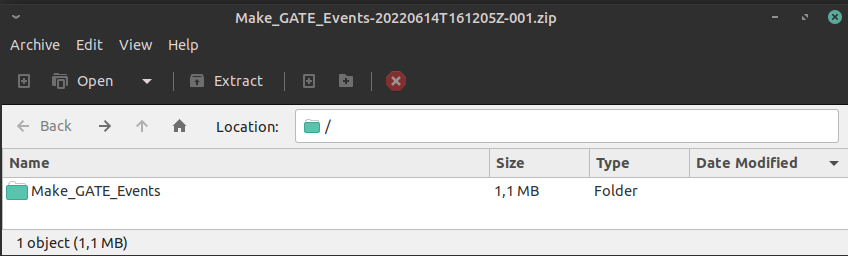 Make_GATE_Events-20220614T161205Z-001.zip
Archive Edit View Help
Open Extract
Back Location: /
Name Size Type Date Modified
Make_GATE_Events 1,1 MB Folder
1 object (1,1 MB)